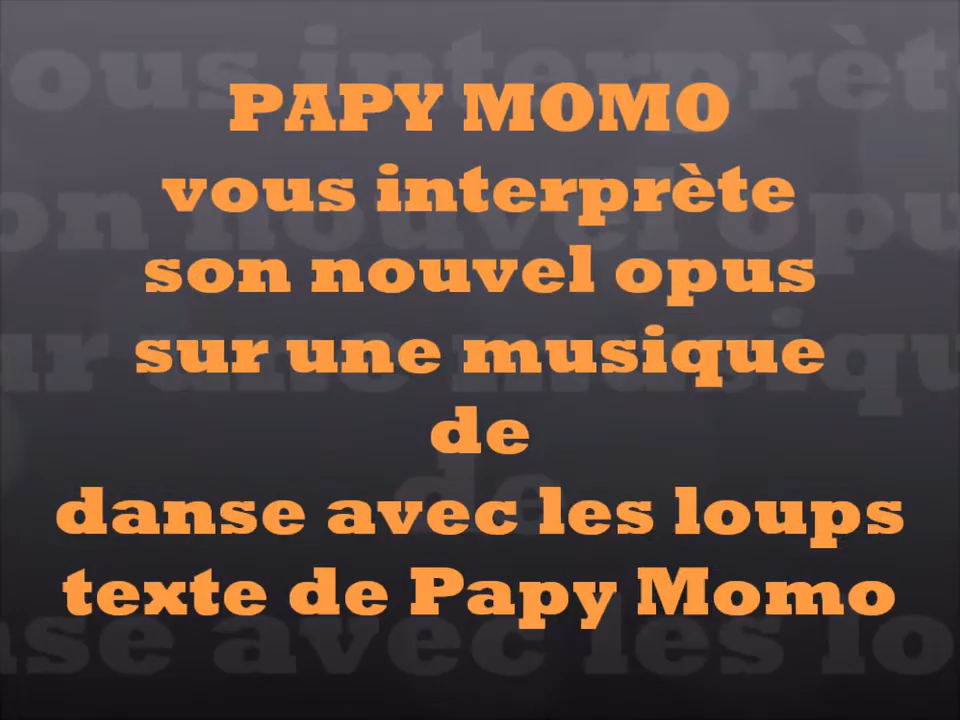 PAPY MOMO
vous interprète
son nouvel opus
sur une musique
de
danse avec les loups
texte de Papy Momo